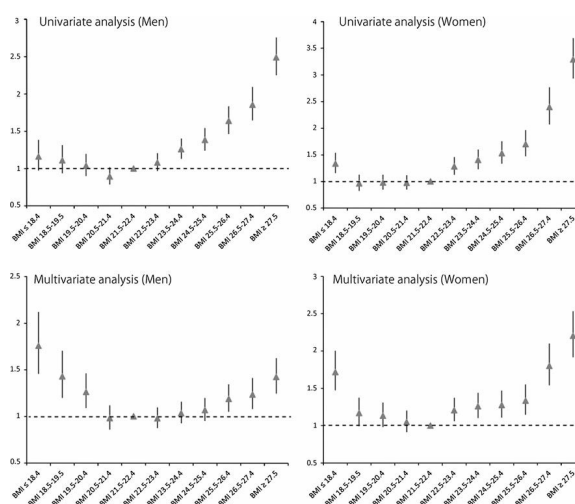 Univariate analysis (Men)
3
2.5
2
1.5
1
0.5
BMI ≤ 18.4
BMI 18.5-19.5
BMI 19.5-20.4
BMI 20.5-21.4
BMI 21.5-22.4
BMI 22.5-23.4
BMI 23.5-24.4
BMI 24.5-25.4
BMI 25.5-26.4
BMI 26.5-27.4
BMI ≥ 27.5
Univariate analysis (Women)
4
3.5
3
2.5
2
1.5
1
0.5
BMI ≤ 18.4
BMI 18.5-19.5
BMI 19.5-20.4
BMI 20.5-21.4
BMI 21.5-22.4
BMI 22.5-23.4
BMI 23.5-24.4
BMI 24.5-25.4
BMI 25.5-26.4
BMI 26.5-27.4
BMI ≥ 27.5
Multivariate analysis (Men)
2.5
2
1.5
1
0.5
BMI ≤ 18.4
BMI 18.5-19.5
BMI 19.5-20.4
BMI 20.5-21.4
BMI 21.5-22.4
BMI 22.5-23.4
BMI 23.5-24.4
BMI 24.5-25.4
BMI 25.5-26.4
BMI 26.5-27.4
BMI ≥ 27.5
Multivariate analysis (Women)
3
2.5
2
1.5
1
0.5
BMI ≤ 18.4
BMI 18.5-19.5
BMI 19.5-20.4
BMI 20.5-21.4
BMI 21.5-22.4
BMI 22.5-23.4
BMI 23.5-24.4
BMI 24.5-25.4
BMI 25.5-26.4
BMI 26.5-27.4
BMI ≥ 27.5